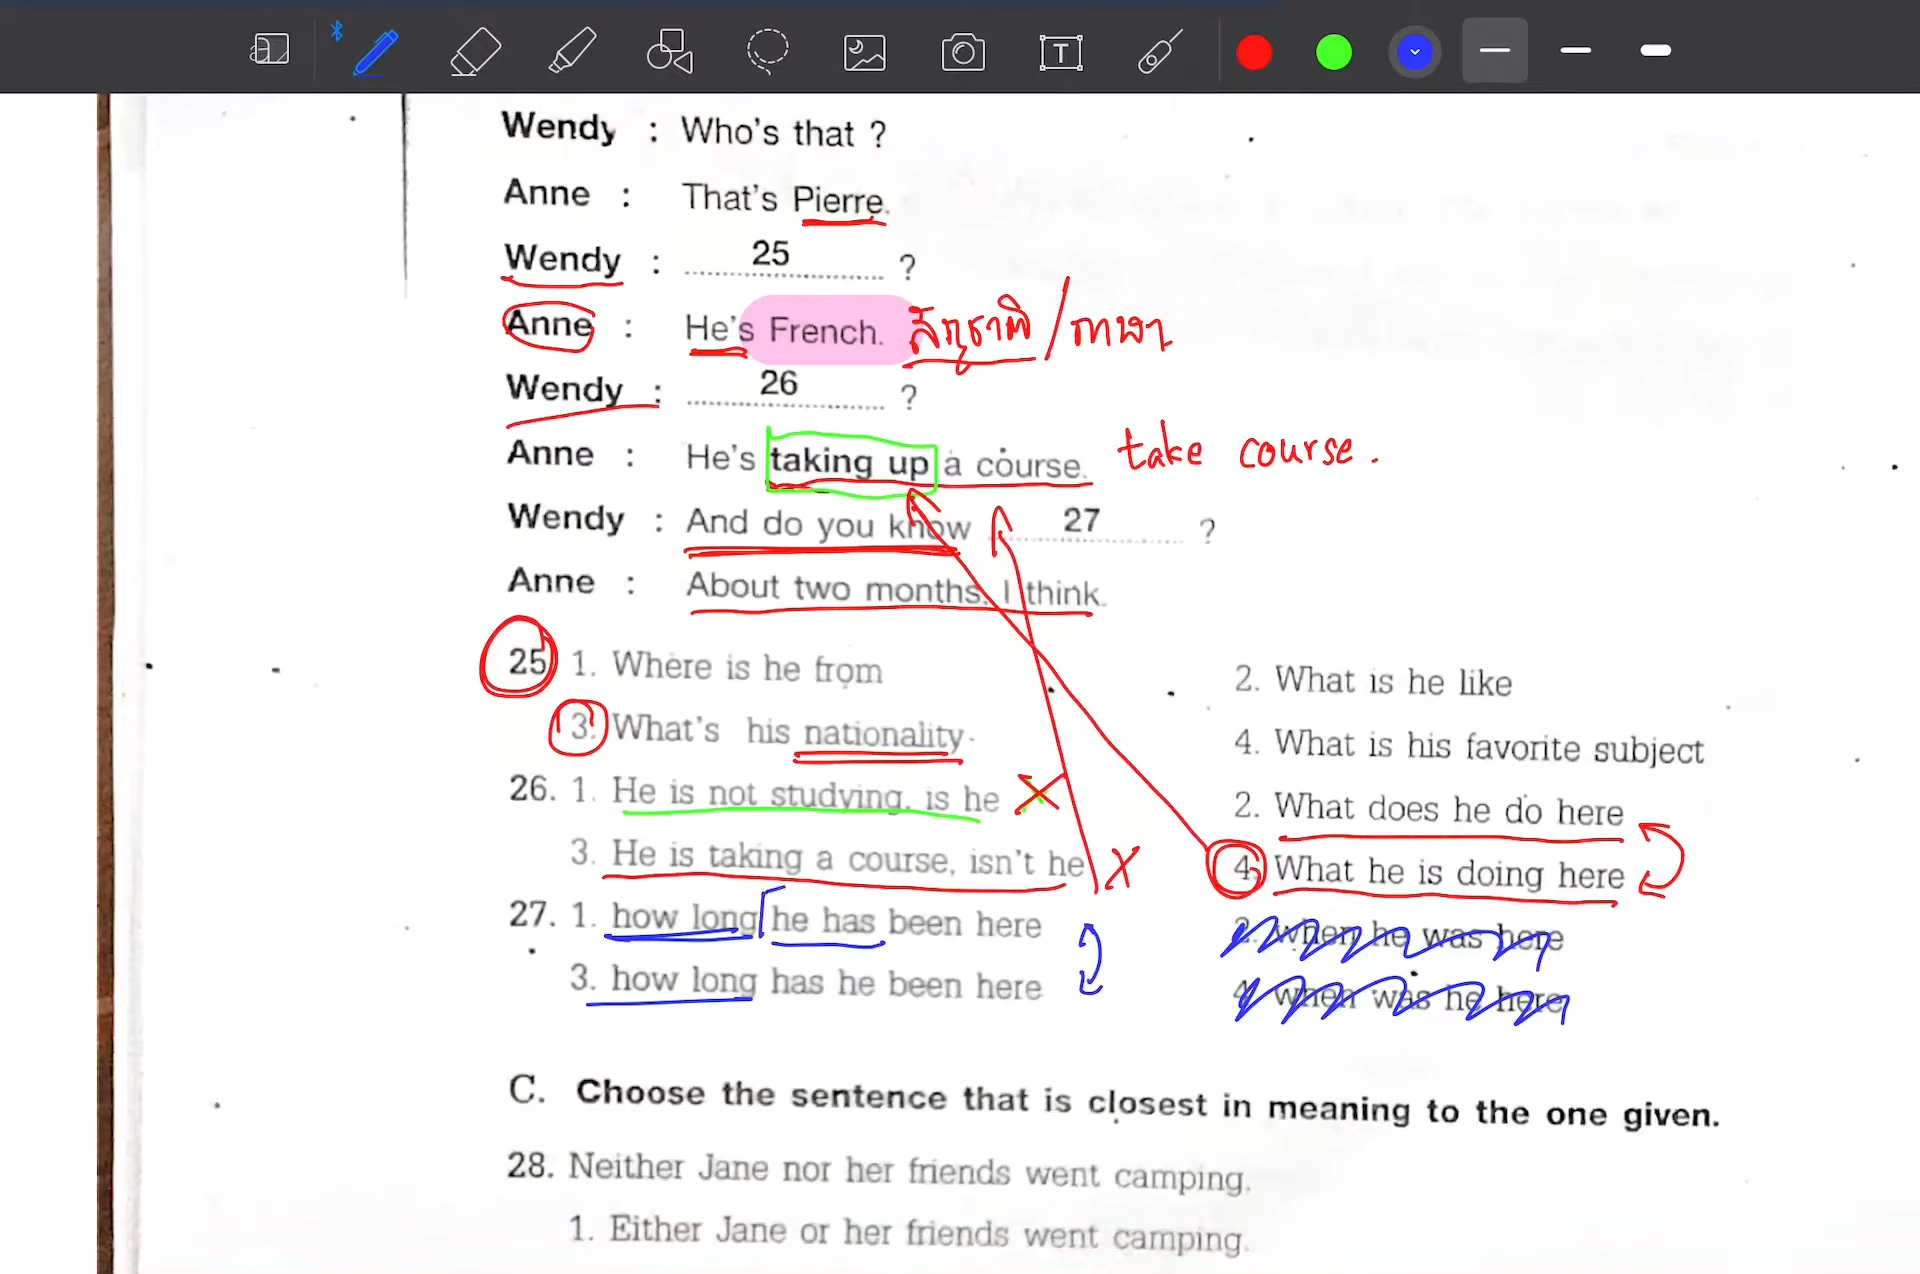 Wendy : Who's that ?
Anne : That's Pierre.
Wendy : 25 ?
Anne : He's French. สัญชาติ / ภาษา
Wendy : 26 ?
Anne : He's taking up a course. take course.
Wendy : And do you know 27 ?
Anne : About two months, I think.
25 1. Where is he from 2. What is he like
3. What's his nationality 4. What is his favorite subject
26. 1. He is not studying, is he X 2. What does he do here
3. He is taking a course, isn't he X 4. What he is doing here
27. 1. how long he has been here 2. when he was here
3. how long has he been here 4. when was he here
C. Choose the sentence that is closest in meaning to the one given.
28. Neither Jane nor her friends went camping.
1. Either Jane or her friends went camping.